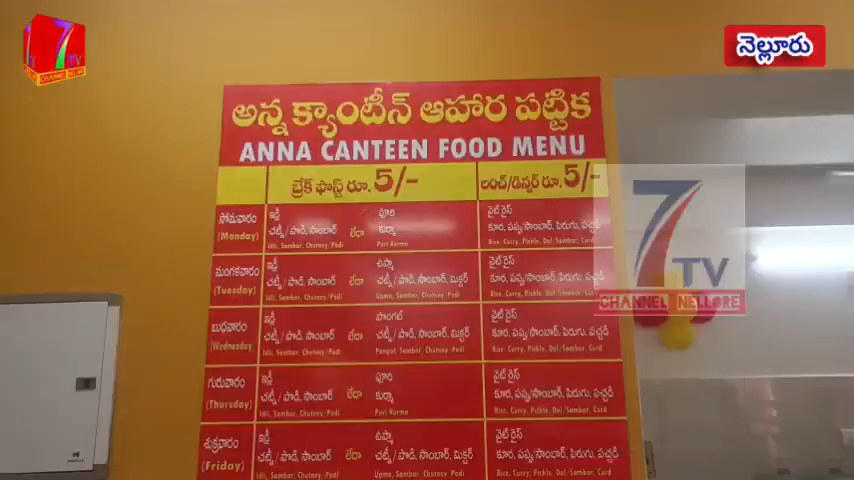 7
TV
CHANNEL NELLORE
నెల్లూరు
అన్న క్యాంటీన్ ఆహార పట్టిక
ANNA CANTEEN FOOD MENU
బ్రేక్ ఫాస్ట్ రూ. 5/-
లంచ్/డిన్నర్ రూ. 5/-
సోమవారం
(Monday)
ఇడ్లీ
చట్నీ / పొడి, సాంబార్
Idli, Sambar, Chutney/Podi
లేదా
పూరి
కుర్మా
Puri Kurma
వైట్ రైస్
కూర, పప్పు/సాంబార్, పెరుగు, పచ్చడి
Rice, Curry, Pickle, Dal/Sambar, Curd
మంగళవారం
(Tuesday)
ఇడ్లీ
చట్నీ / పొడి, సాంబార్
Idli, Sambar, Chutney/Podi
లేదా
ఉప్మా
చట్నీ / పొడి, సాంబార్, మిక్చర్
Upma, Sambar, Chutney/Podi
వైట్ రైస్
కూర, పప్పు/సాంబార్, పెరుగు, పచ్చడి
Rice, Curry, Pickle, Dal/Sambar, Curd
బుధవారం
(Wednesday
ఇడ్లీ
చట్నీ / పొడి, సాంబార్
Idli, Sambar, Chutney/Podi
లేదా
పొంగల్
చట్నీ / పొడి, సాంబార్, మిక్చర్
Pongal, Sambar, Chutney Podi
వైట్ రైస్
కూర, పప్పు/సాంబార్, పెరుగు, పచ్చడి
Rice, Curry, Pickle, Dal/Sambar, Curd
గురువారం
(Thursday)
ఇడ్లీ
చట్నీ / పొడి, సాంబార్
Idli, Sambar, Chutney/Podi
లేదా
పూరి
కుర్మా
Puri Kurma
వైట్ రైస్
కూర, పప్పు/సాంబార్, పెరుగు, పచ్చడి
Rice, Curry, Pickle, Dal/Sambar, Curd
శుక్రవారం
(Friday)
ఇడ్లీ
చట్నీ / పొడి, సాంబార్
Idli, Sambar, Chutney/Podi
లేదా
ఉప్మా
చట్నీ / పొడి, సాంబార్, మిక్చర్
Upma, Sambar, Chutney Podi
వైట్ రైస్
కూర, పప్పు/సాంబార్, పెరుగు, పచ్చడి
Rice, Curry, Pickle, Dal/Sambar, Curd
7
TV
CHANNEL NELLORE